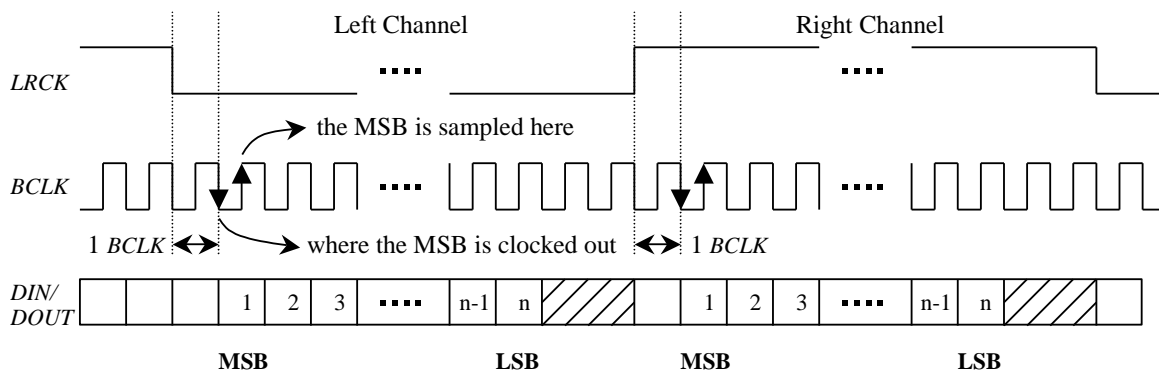 Left Channel Right Channel
LRCK
the MSB is sampled here
BCLK
1 BCLK where the MSB is clocked out 1 BCLK
DIN/
DOUT
1 2 3 n-1 n 1 2 3 n-1 n
MSB LSB MSB LSB